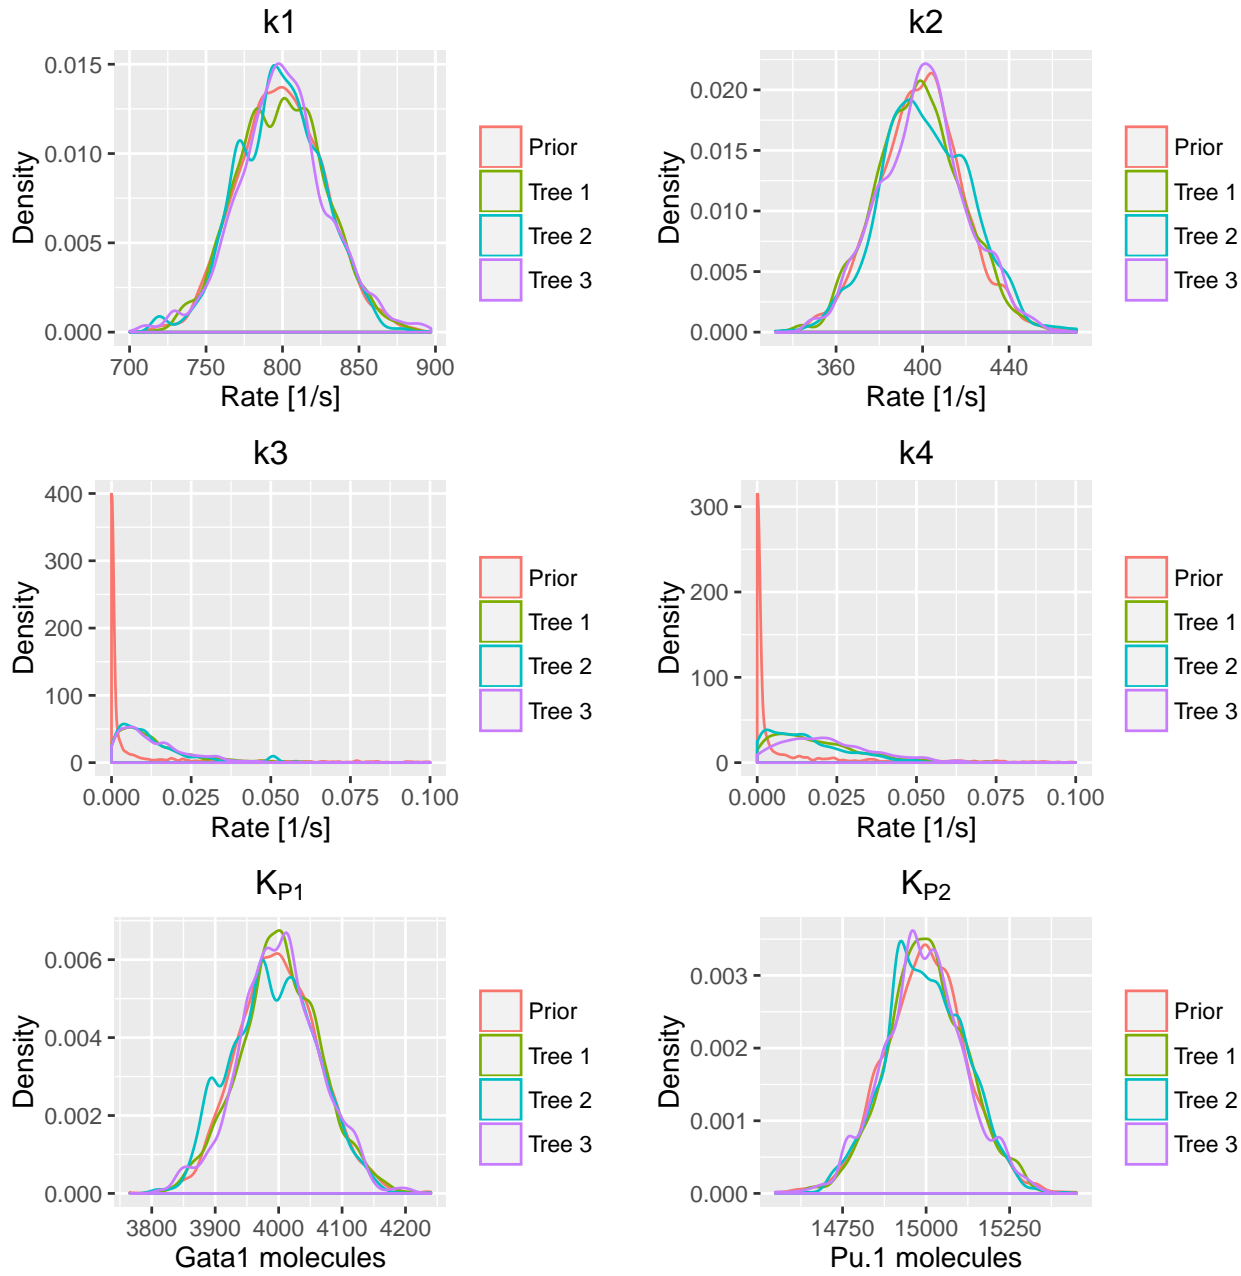 k1
0.015
0.010
0.005
0.000
Density
700 750 800 850 900
Rate [1/s]
Prior
Tree 1
Tree 2
Tree 3
k2
0.020
0.015
0.010
0.005
0.000
Density
360 400 440
Rate [1/s]
Prior
Tree 1
Tree 2
Tree 3
k3
400
300
200
100
0
Density
0.000 0.025 0.050 0.075 0.100
Rate [1/s]
Prior
Tree 1
Tree 2
Tree 3
k4
300
200
100
0
Density
0.000 0.025 0.050 0.075 0.100
Rate [1/s]
Prior
Tree 1
Tree 2
Tree 3
KP1
0.006
0.004
0.002
0.000
Density
3800 3900 4000 4100 4200
Gata1 molecules
Prior
Tree 1
Tree 2
Tree 3
KP2
0.003
0.002
0.001
0.000
Density
14750 15000 15250
Pu.1 molecules
Prior
Tree 1
Tree 2
Tree 3